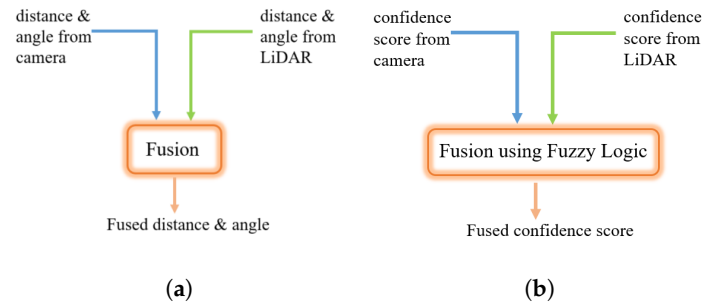 distance &
angle from
camera
distance &
angle from
LiDAR
Fusion
Fused distance & angle
(a)
confidence
score from
camera
confidence
score from
LiDAR
Fusion using Fuzzy Logic
Fused confidence score
(b)